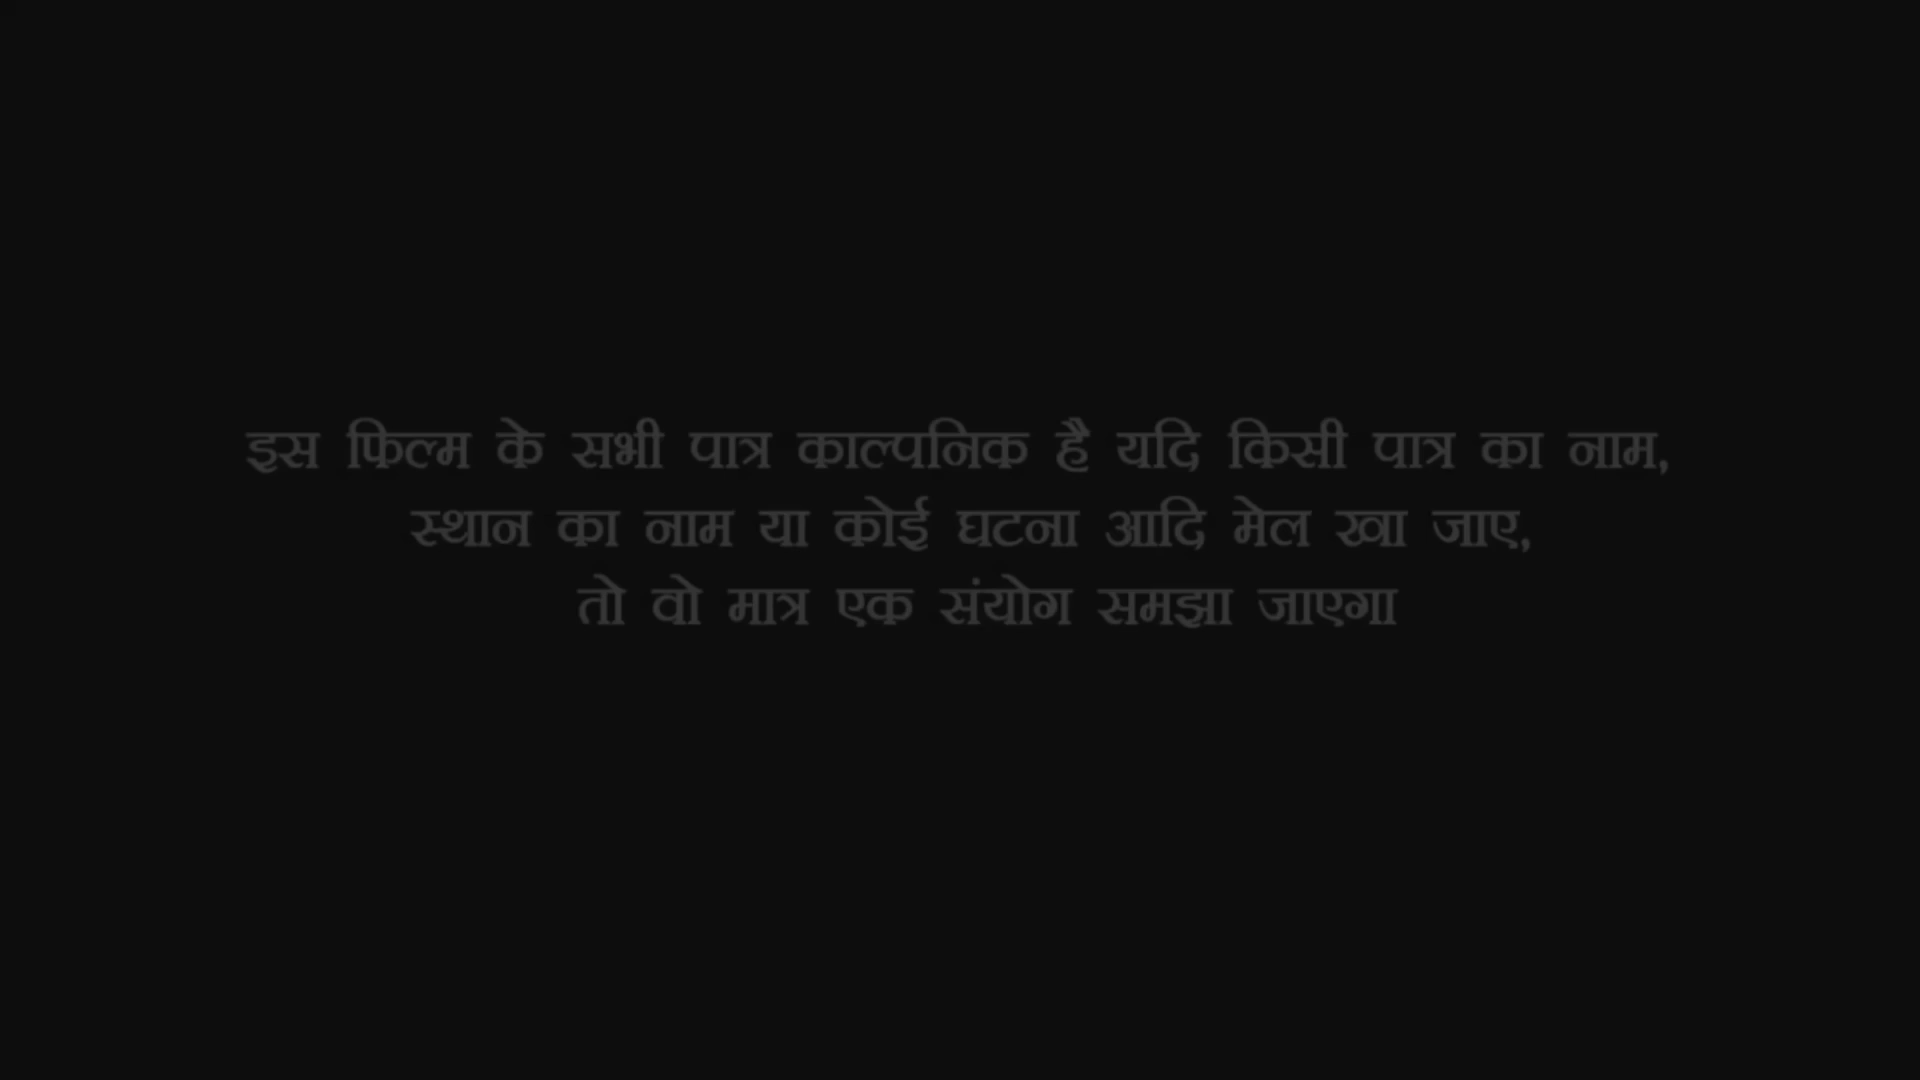 इस फिल्म के सभी पात्र काल्पनिक है यदि किसी पात्र का नाम,
स्थान का नाम या कोई घटना आदि मेल खा जाए,
तो वो मात्र एक संयोग समझा जाएगा